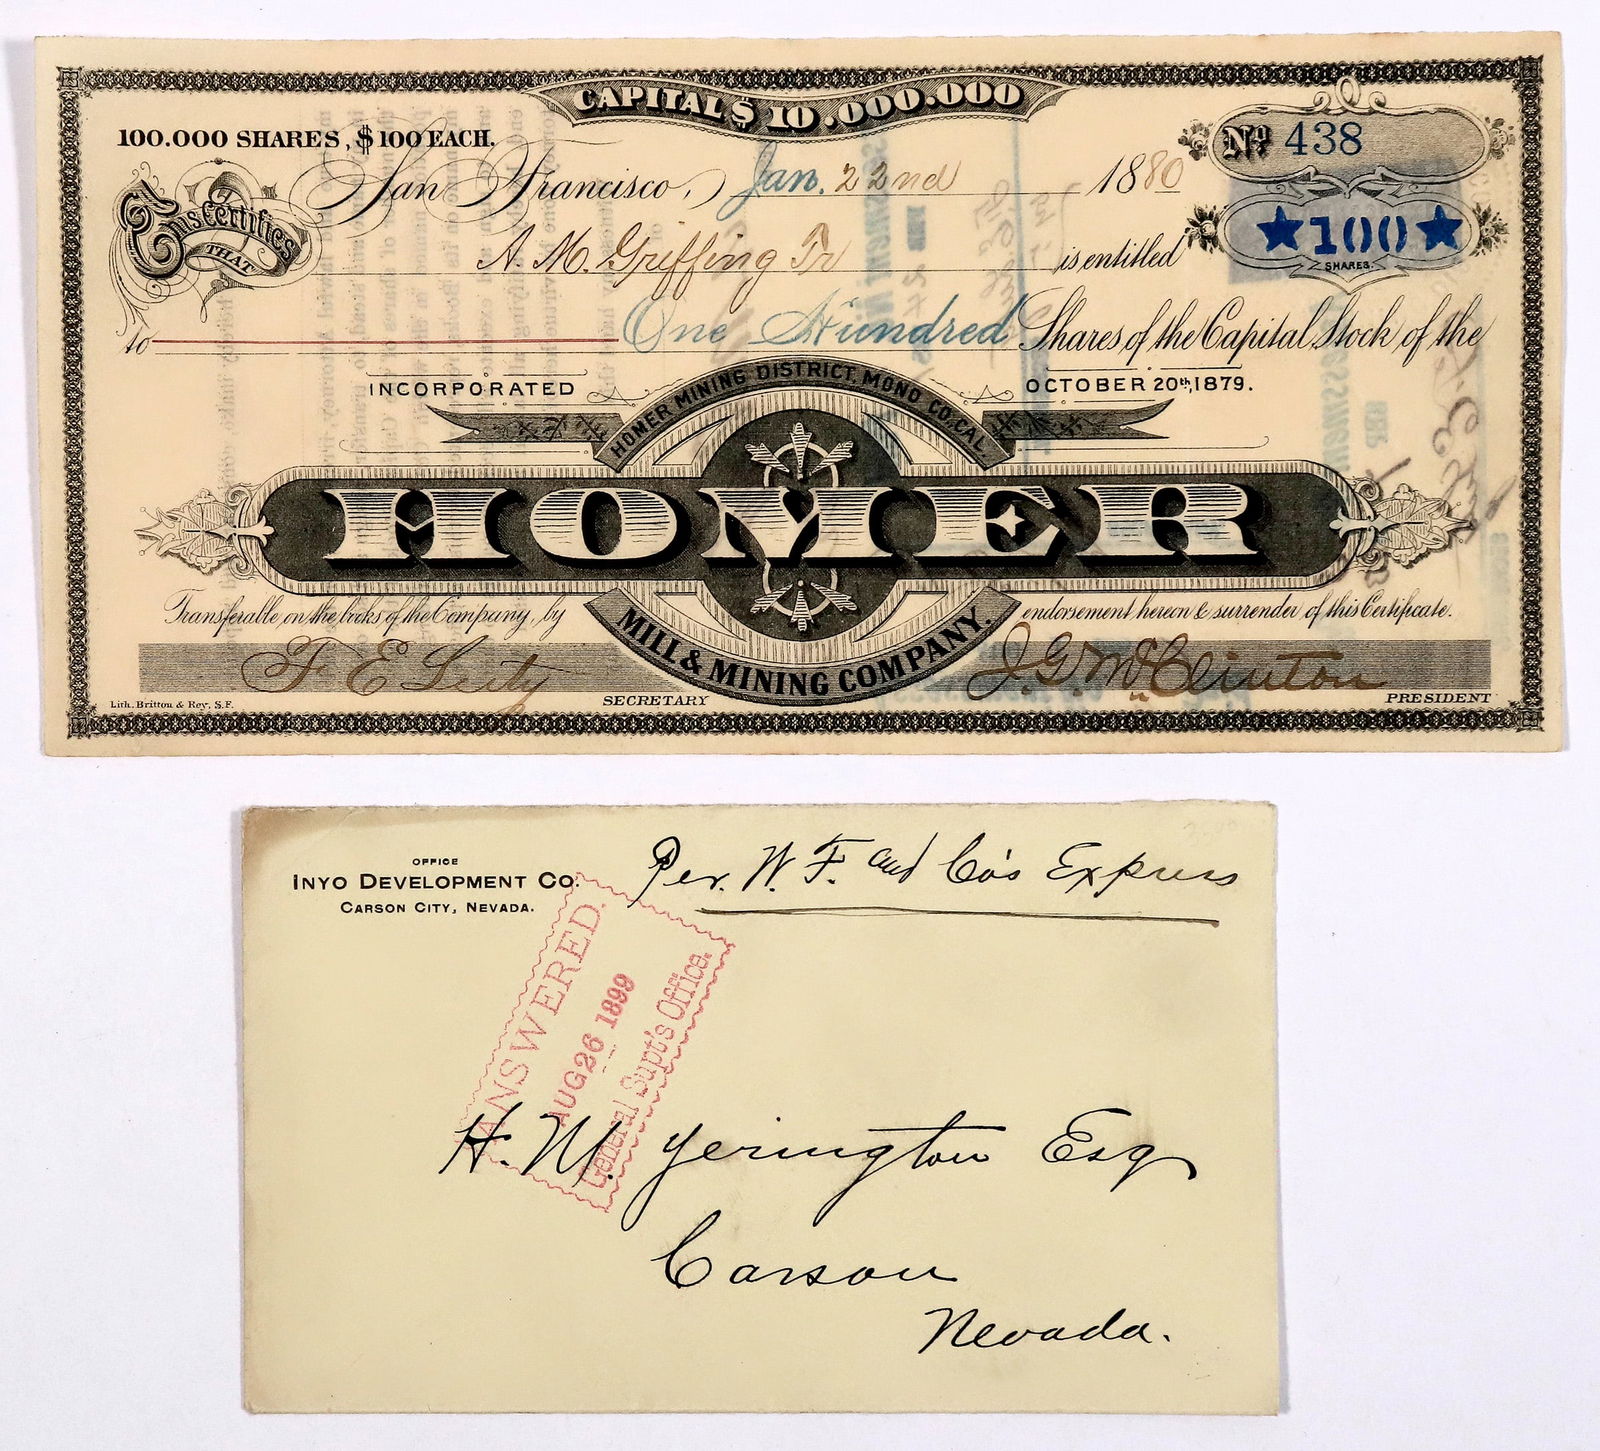 CAPITAL $ 10.000.000
100.000 SHARES, $100 EACH.
No. 438
San Francisco, Jan. 22nd 1880
This Certifies
THAT
A. M. Griffing Tr is entitled
★100★
SHARES.
to One Hundred Shares of the Capital Stock of the
INCORPORATED
OCTOBER 20th, 1879.
HOMER MINING DISTRICT, MONO CO, CAL.
HOMER
MILL & MINING COMPANY.
Transferable on the books of the Company, by endorsement hereon & surrender of this Certificate.
J. G. McClinton
SECRETARY
PRESIDENT
Lith. Britton & Rey, S.F.
OFFICE
INYO DEVELOPMENT CO.
CARSON CITY, NEVADA.
Per. W. F. and Co's Express
ANSWERED.
AUG 26 1899
General Supt's Office.
H. M. Yerington Esq
Carson
Nevada.